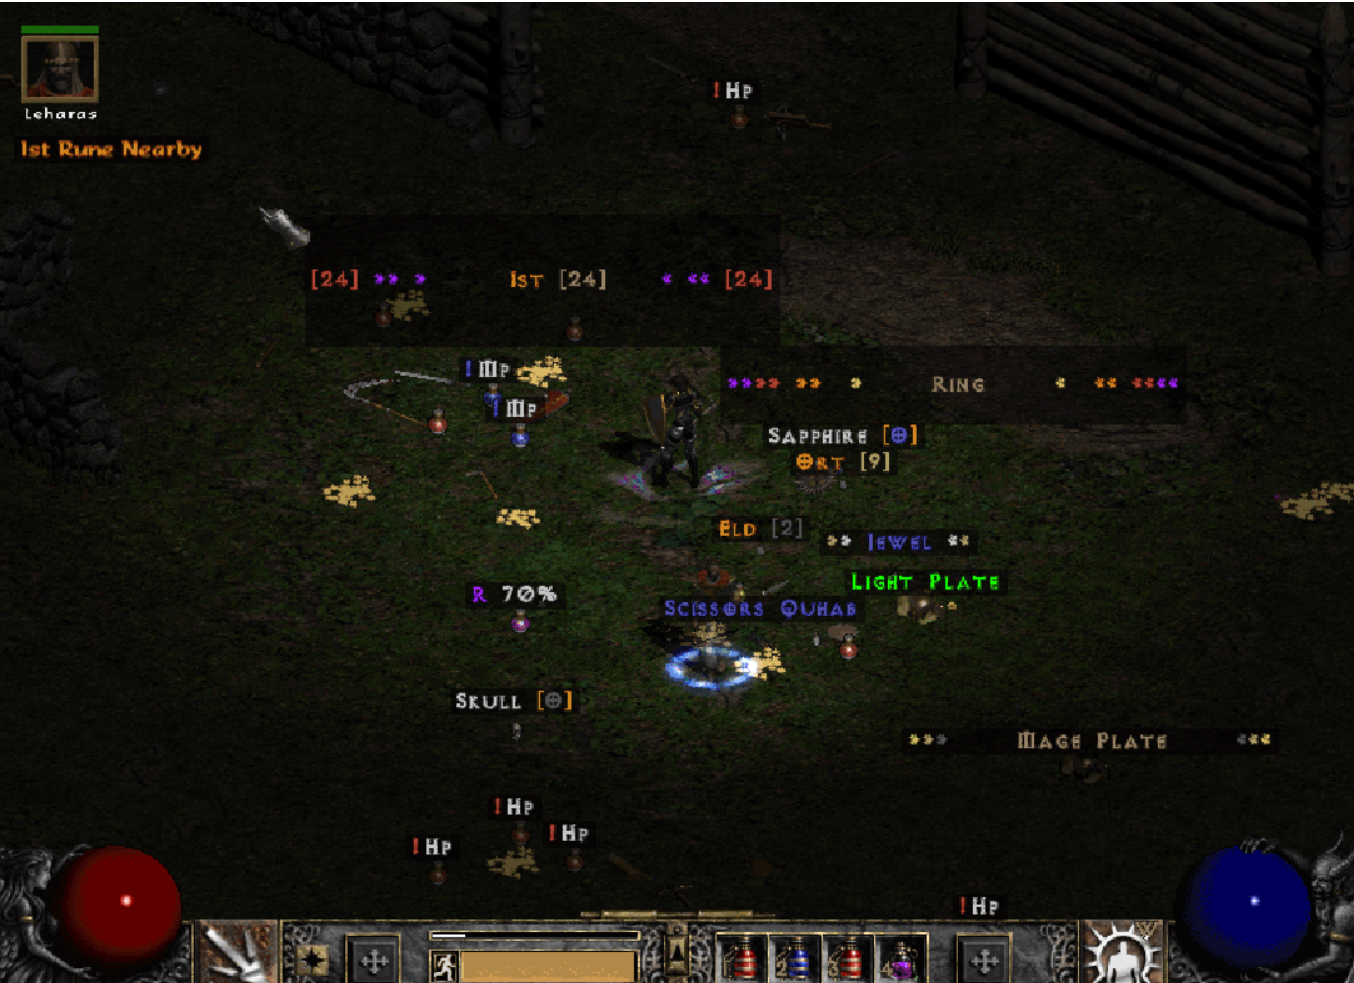 Leharas
!Hp
Ist Rune Nearby
[24] Ist [24] [24]
!Mp
Ring
!Mp
Sapphire [⊕]
Ort [9]
Eld [2]
Jewel
Light Plate
R 70%
Scissors Quhab
Skull [⊕]
Mage Plate
!Hp
!Hp
!Hp
!Hp